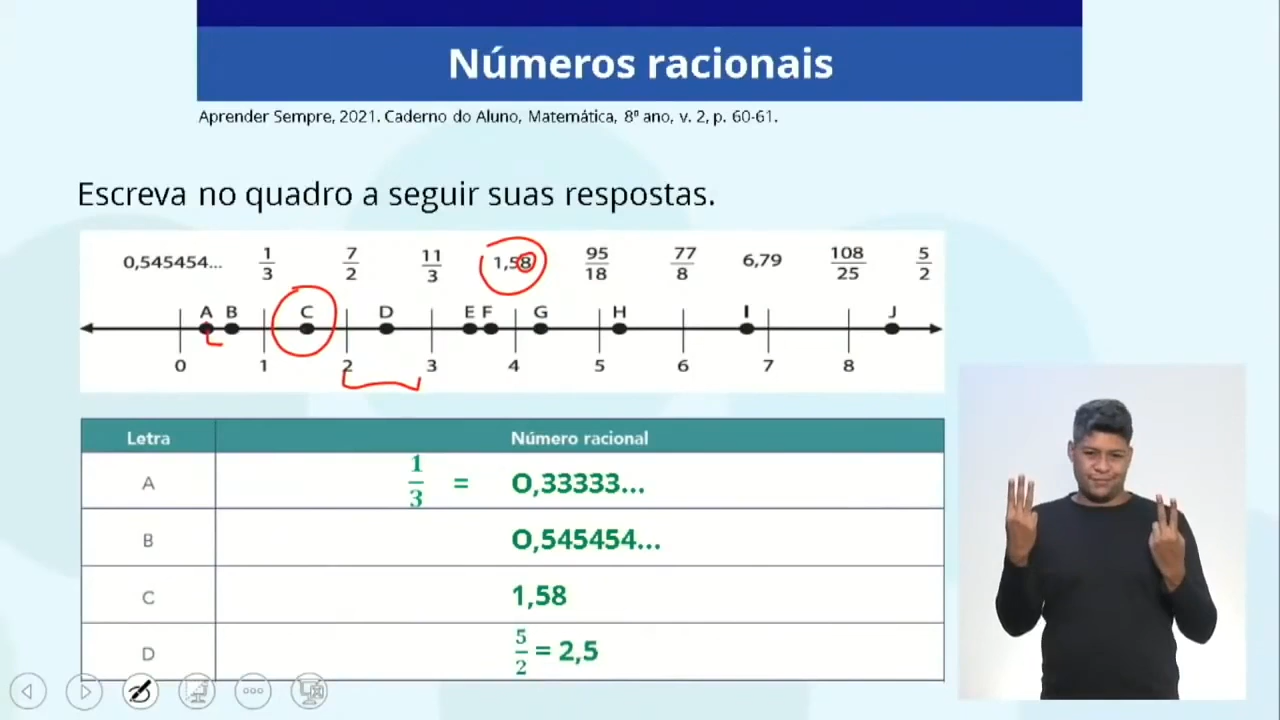 Números racionais
Aprender Sempre, 2021. Caderno do Aluno, Matemática, 8º ano, v. 2, p. 60-61.
Escreva no quadro a seguir suas respostas.
0,545454... 1/3 7/2 11/3 1,58 95/18 77/8 6,79 108/25 5/2
A B C D E F G H I J
0 1 2 3 4 5 6 7 8
Letra Número racional
A 1/3 = 0,33333...
B 0,545454...
C 1,58
D 5/2 = 2,5